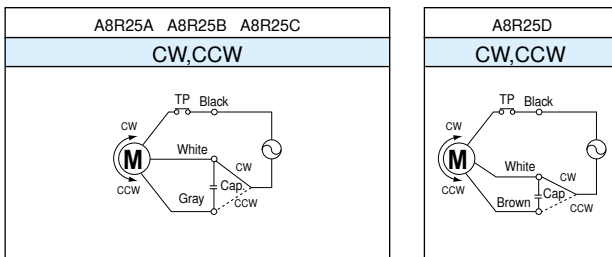 A8R25A A8R25B A8R25C
CW,CCW
TP Black
CW
White
CW
M
Cap.
CCW
Gray
CCW
A8R25D
CW,CCW
TP Black
CW
White
CW
M
Cap
CCW
Brown
CCW